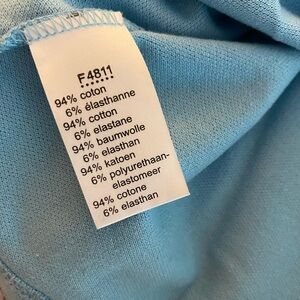 F4811
94% coton
6% élasthanne
94% cotton
6% elastane
94% baumwolle
6% elasthan
94% katoen
6% polyurethaan-
elastomeer
94% cotone
6% elasthan